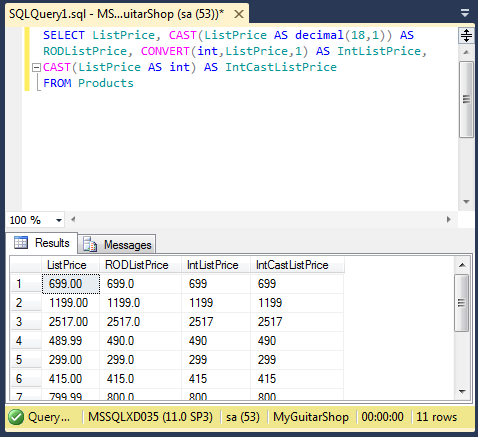 SQLQuery1.sql - MS...uitarShop (sa (53))*
SELECT ListPrice, CAST(ListPrice AS decimal(18,1)) AS
RODListPrice, CONVERT(int,ListPrice,1) AS IntListPrice,
CAST(ListPrice AS int) AS IntCastListPrice
FROM Products
100 %
Results Messages
ListPrice RODListPrice IntListPrice IntCastListPrice
1 699.00 699.0 699 699
2 1199.00 1199.0 1199 1199
3 2517.00 2517.0 2517 2517
4 489.99 490.0 490 490
5 299.00 299.0 299 299
6 415.00 415.0 415 415
7 799.99 800.0 800 800
Query... MSSQLXD035 (11.0 SP3) sa (53) MyGuitarShop 00:00:00 11 rows